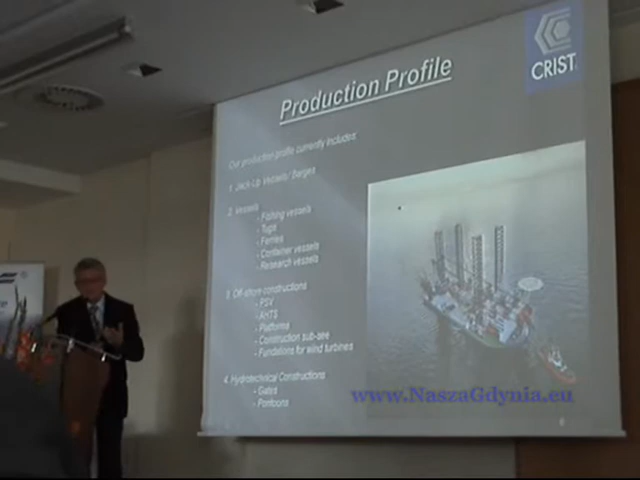 CRIST
Production Profile
Our production profile currently includes:
1. Jack-Up Vessels/ Barges
2. Vessels
- Fishing vessels
- Tugs
- Ferries
- Container vessels
- Research vessels
3. Off-shore constructions
- PSV
- AHTS
- Platforms
- Construction sub-sea
- Fundations for wind turbines
4. Hydrotechnical Constructions
- Gates
- Pontoons
www.NaszaGdynia.eu